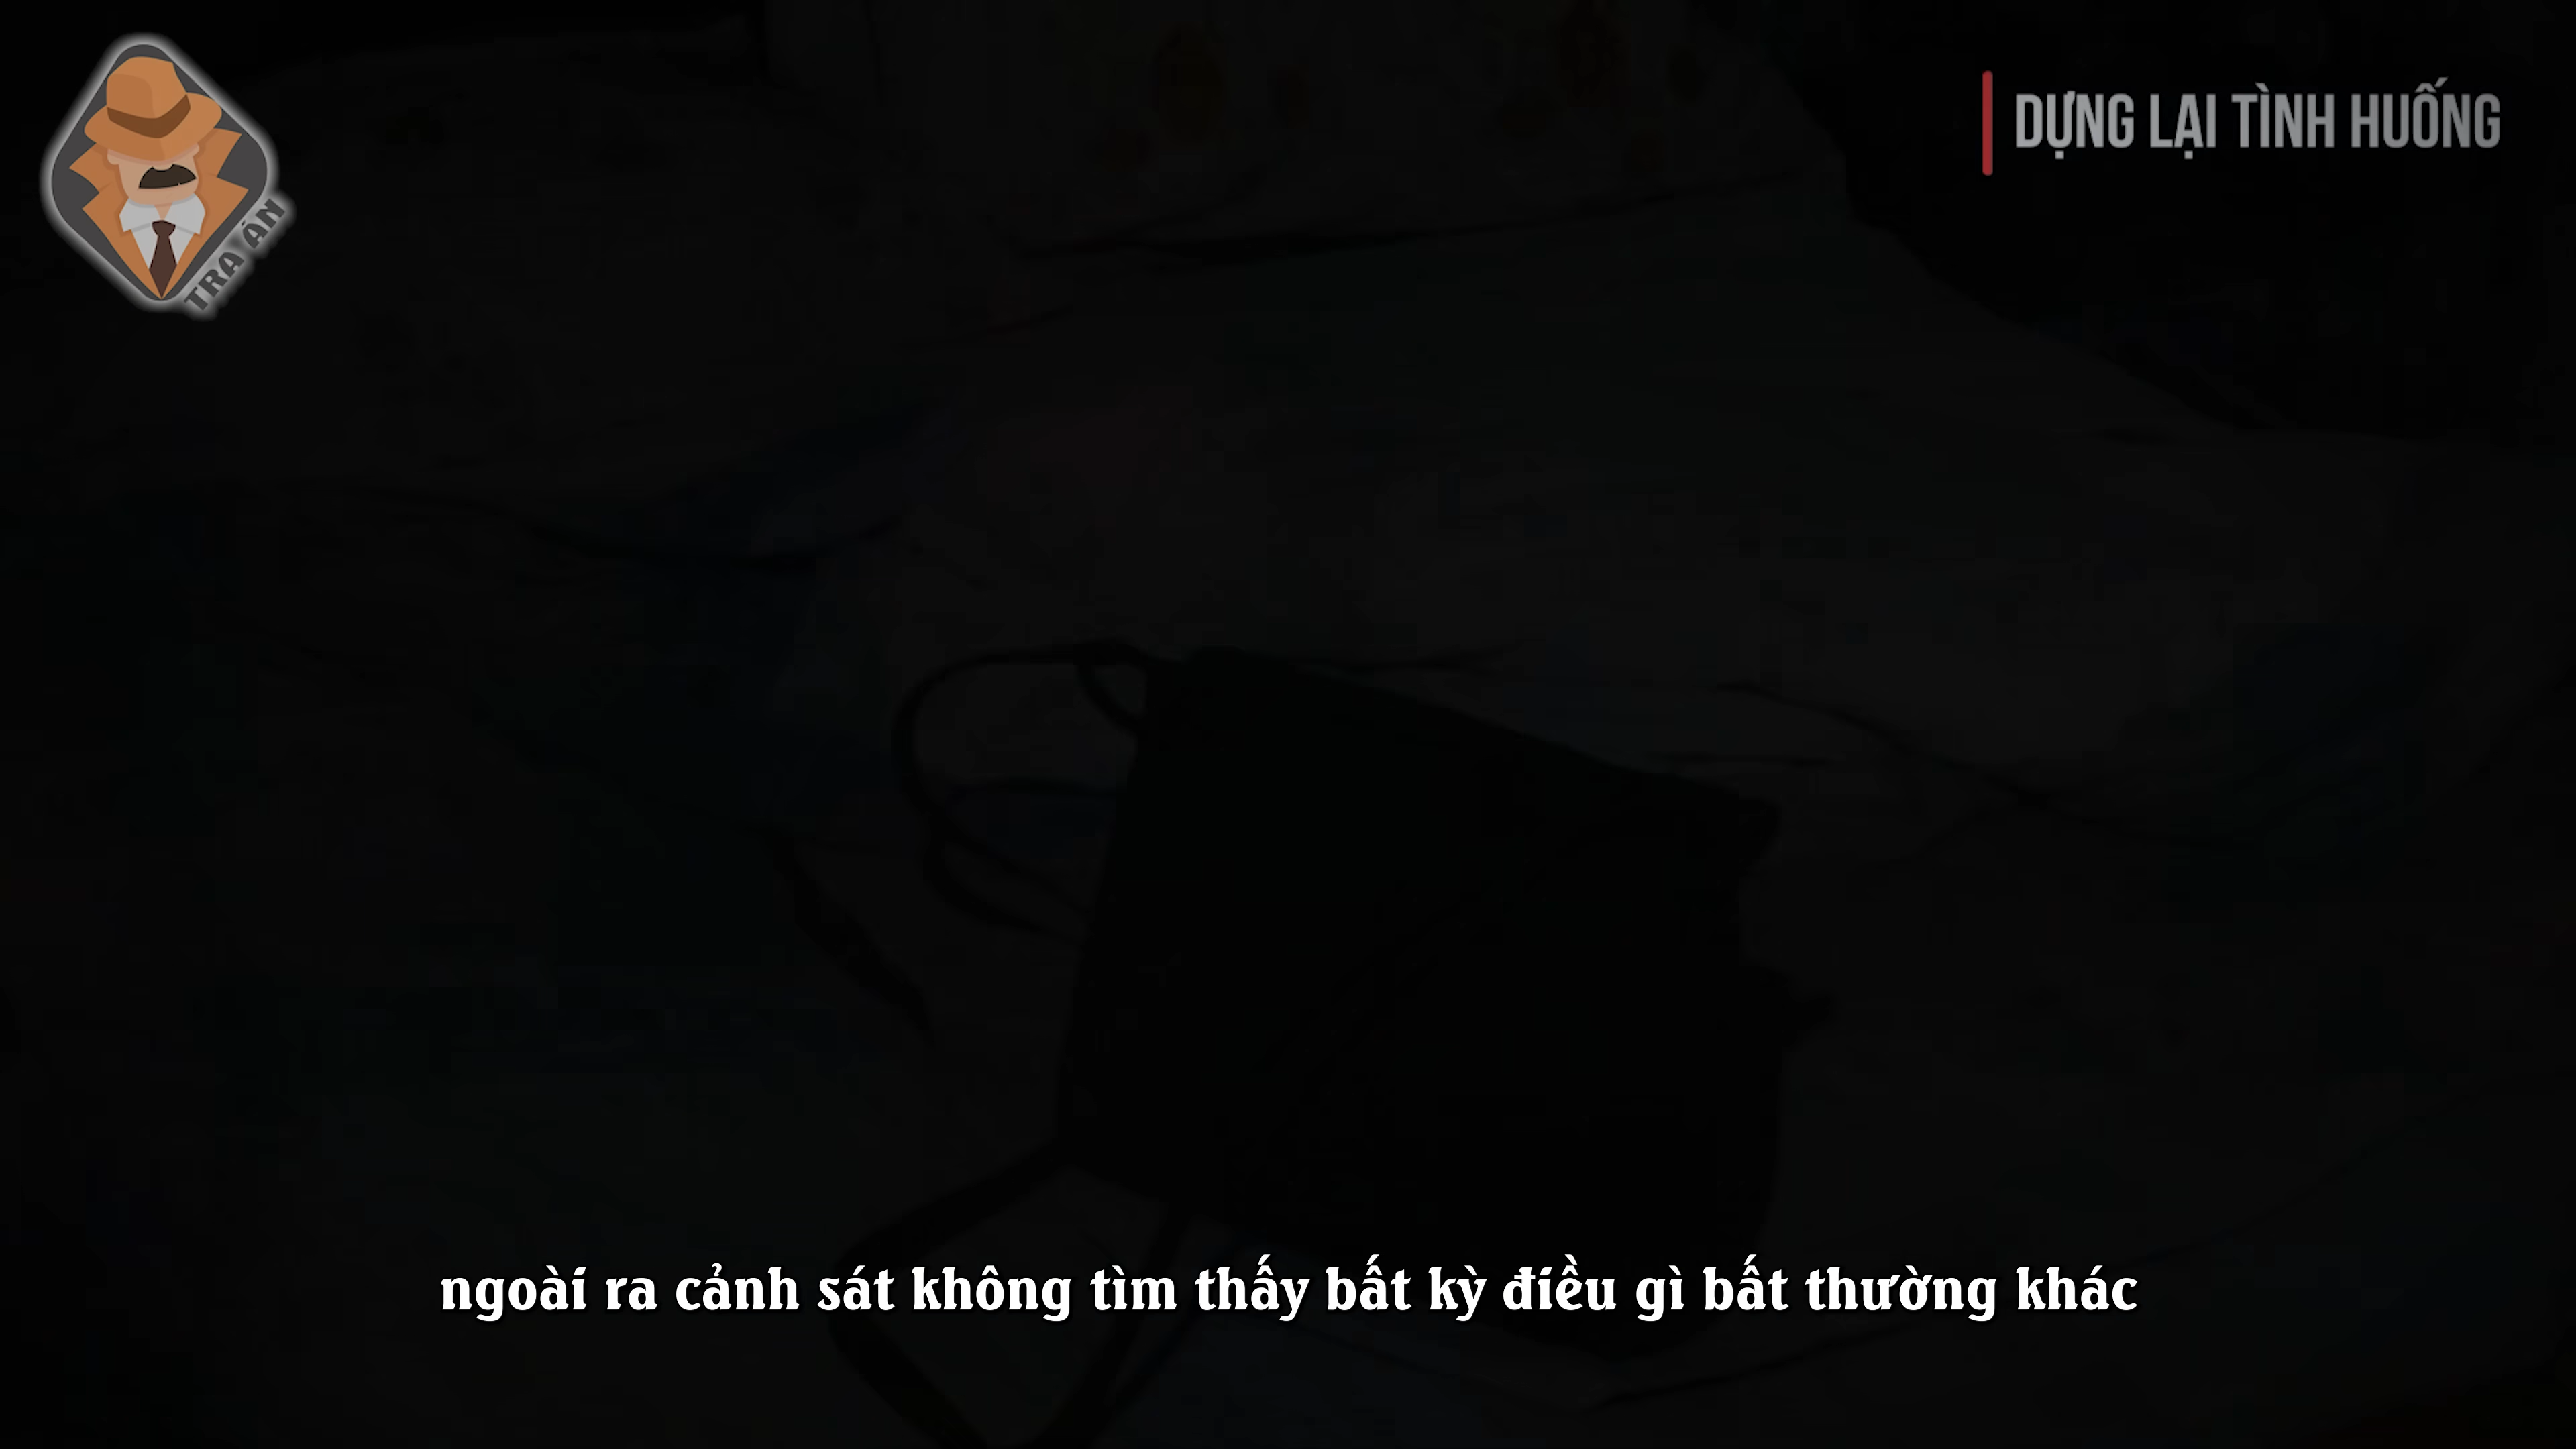 TRA ÁN
DỰNG LẠI TÌNH HUỐNG
ngoài ra cảnh sát không tìm thấy bất kỳ điều gì bất thường khác